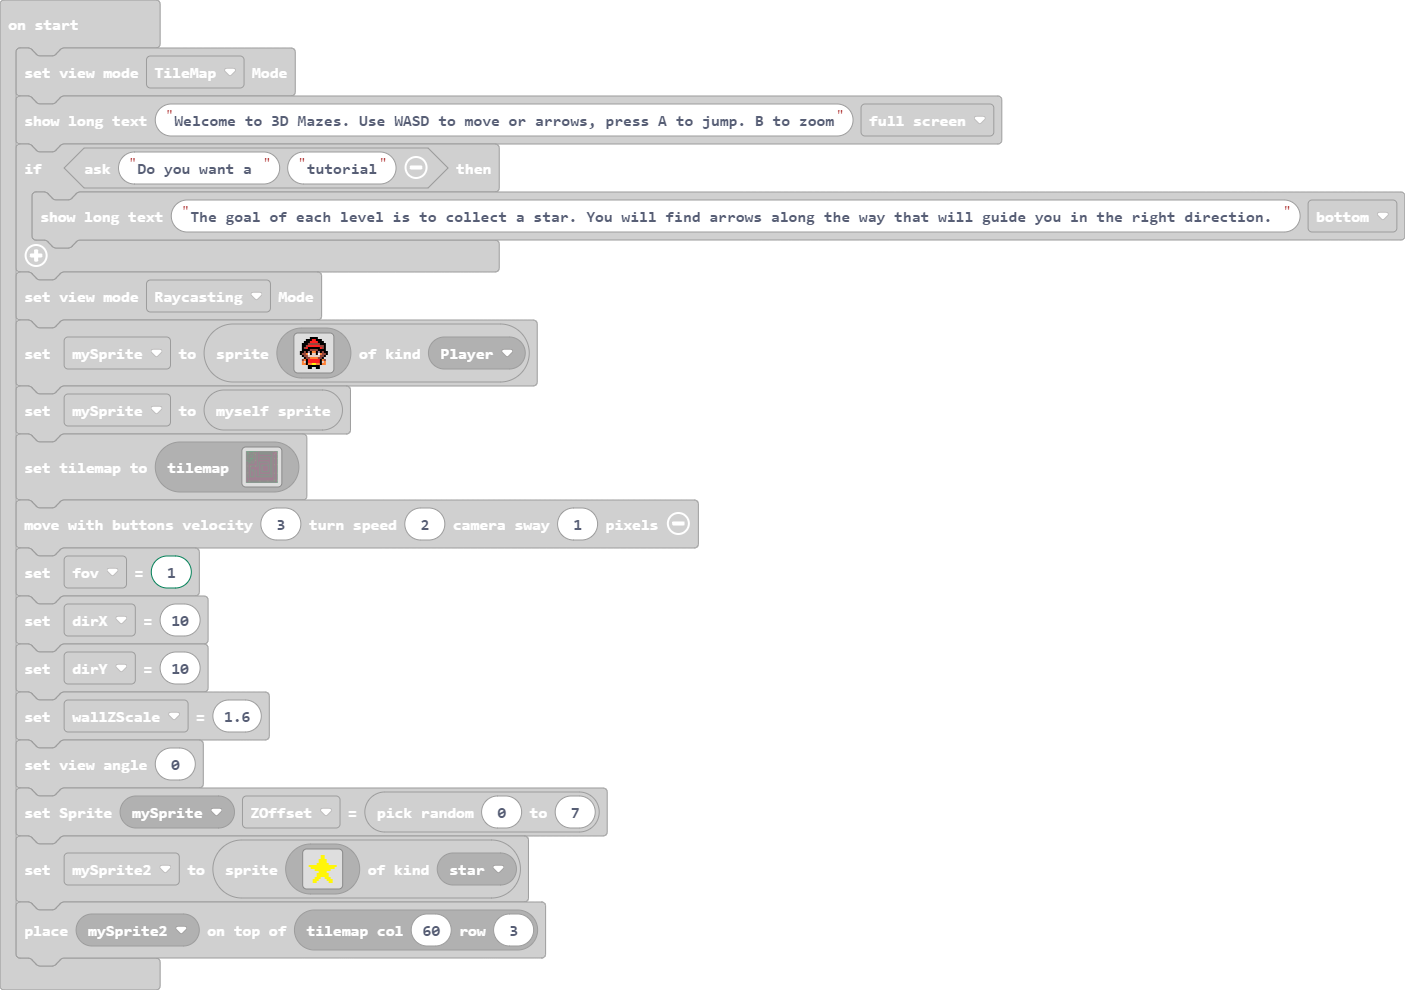 on start
set view mode TileMap Mode
show long text "Welcome to 3D Mazes. Use WASD to move or arrows, press A to jump. B to zoom" full screen
if ask "Do you want a " "tutorial" then
show long text "The goal of each level is to collect a star. You will find arrows along the way that will guide you in the right direction. " bottom
set view mode Raycasting Mode
set mySprite to sprite of kind Player
set mySprite to myself sprite
set tilemap to tilemap
move with buttons velocity 3 turn speed 2 camera sway 1 pixels
set fov = 1
set dirX = 10
set dirY = 10
set wallZScale = 1.6
set view angle 0
set Sprite mySprite ZOffset = pick random 0 to 7
set mySprite2 to sprite of kind star
place mySprite2 on top of tilemap col 60 row 3